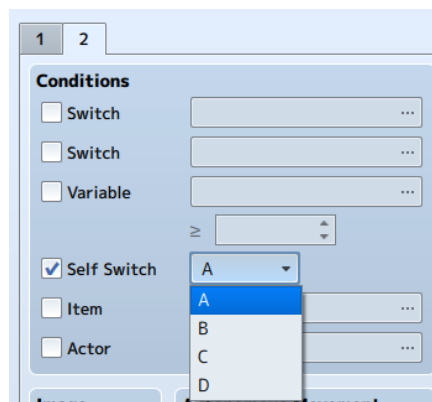 1 2
Conditions
Switch ...
Switch ...
Variable ...
≥
Self Switch A
A
Item ...
B
Actor ...
C
D